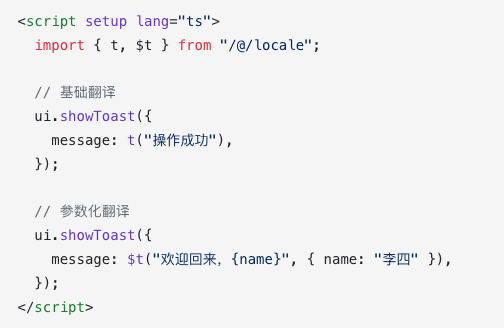 <script setup lang="ts">
  import { t, $t } from "/@/locale";

  // 基础翻译
  ui.showToast({
    message: t("操作成功"),
  });

  // 参数化翻译
  ui.showToast({
    message: $t("欢迎回来，{name}", { name: "李四" }),
  });
</script>